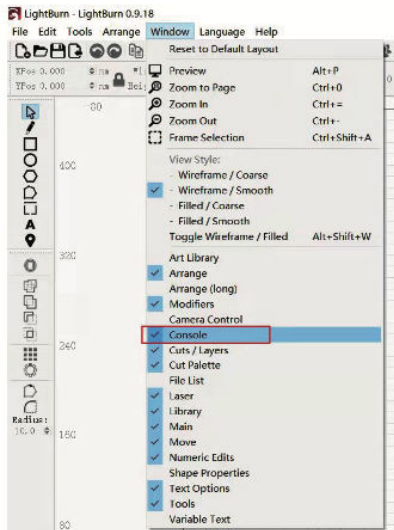 LightBurn - LightBurn 0.9.18
File Edit Tools Arrange Window Language Help
Reset to Default Layout
XPos 0.000
YPos 0.000
Preview Alt+P
Zoom to Page Ctrl+0
Zoom In Ctrl+=
Zoom Out Ctrl+-
Frame Selection Ctrl+Shift+A
View Style:
- Wireframe / Coarse
- Wireframe / Smooth
- Filled / Coarse
- Filled / Smooth
Toggle Wireframe / Filled Alt+Shift+W
Art Library
Arrange
Arrange (long)
Modifiers
Camera Control
Console
Cuts / Layers
Cut Palette
File List
Laser
Library
Main
Move
Numeric Edits
Shape Properties
Text Options
Tools
Variable Text
-80
400
320
240
160
80
Radius:
10.0